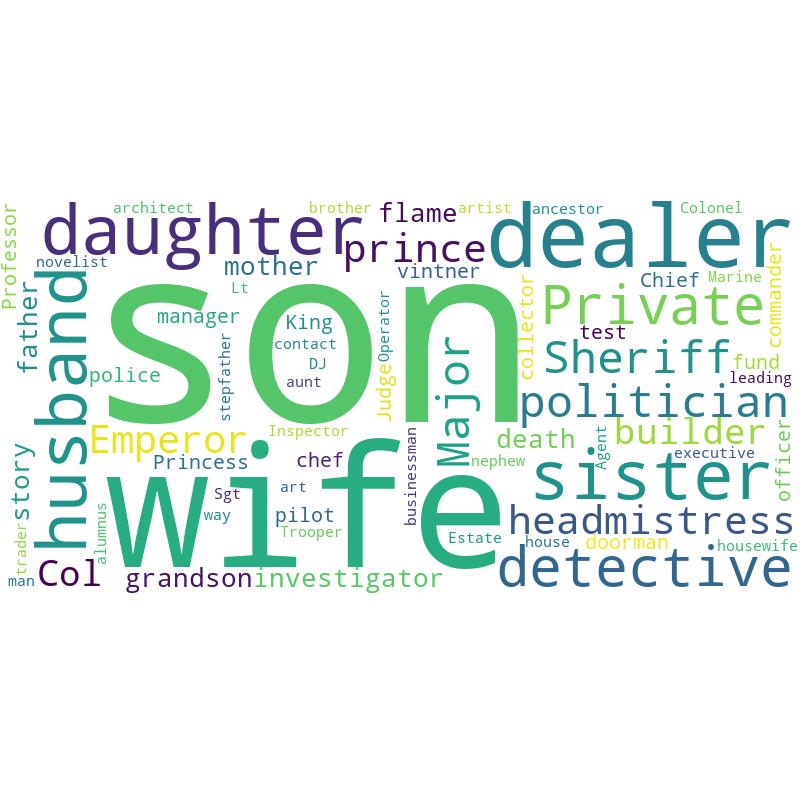 architect
brother
flame
artist
ancestor
Colonel
Professor
daughter
prince
dealer
novelist
mother
vintner
Chief
Marine
commander
father
husband
Lt
son
manager
King
contact
DJ
aunt
Operator
Judge
collector
Private
test
police
stepfather
Major
Sheriff
fund
leading
politician
Emperor
Inspector
death
builder
Agent
officer
story
Princess
chef
businessman
nephew
executive
wife
sister
alumnus
Sgt
art
way
pilot
Trooper
Estate
headmistress
house
doorman
housewife
trader
man
Col
grandson
investigator
detective